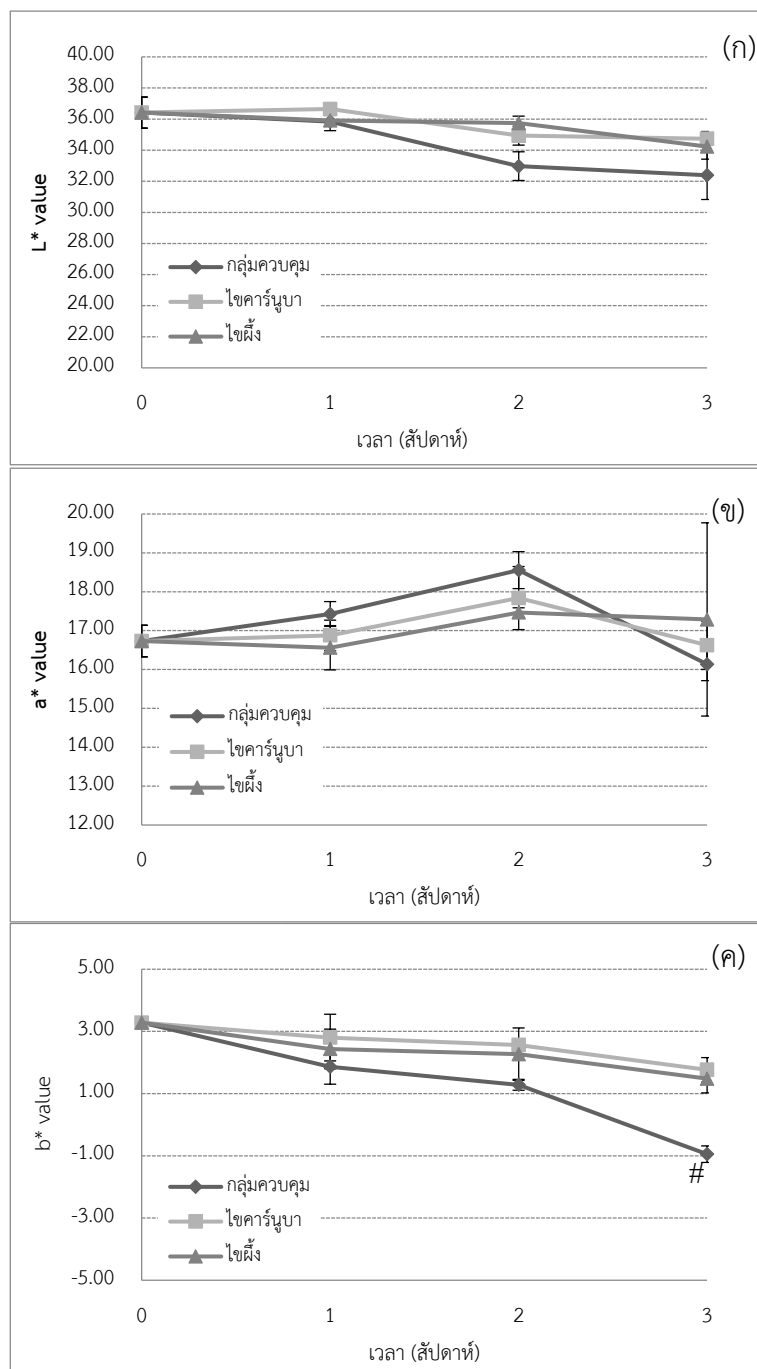 (ก)
40.00
38.00
36.00
34.00
32.00
30.00
28.00
26.00
24.00
22.00
20.00
L* value
กลุ่มควบคุม
ไขคาร์นูบา
ไขผึ้ง
0 1 2 3
เวลา (สัปดาห์)
(ข)
20.00
19.00
18.00
17.00
16.00
15.00
14.00
13.00
12.00
a* value
กลุ่มควบคุม
ไขคาร์นูบา
ไขผึ้ง
0 1 2 3
เวลา (สัปดาห์)
(ค)
5.00
3.00
1.00
-1.00
-3.00
-5.00
b* value
#
กลุ่มควบคุม
ไขคาร์นูบา
ไขผึ้ง
0 1 2 3
เวลา (สัปดาห์)